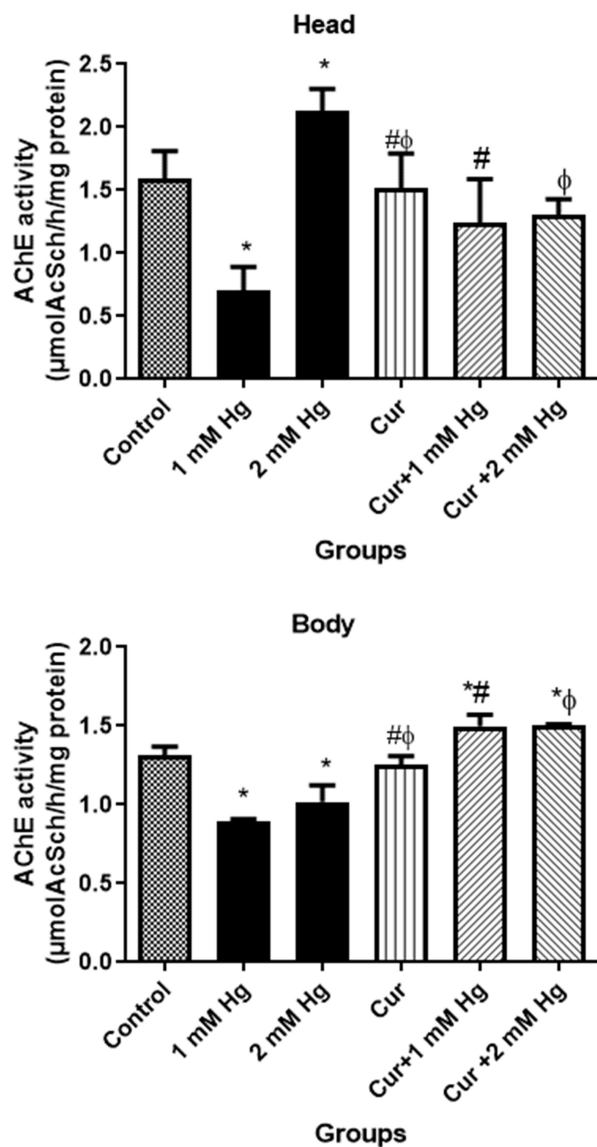 Head
AChE activity
(µmolAcSch/h/mg protein)
2.5
2.0
1.5
1.0
0.5
0.0
*
*
#ϕ
#
ϕ
Control
1 mM Hg
2 mM Hg
Cur
Cur+1 mM Hg
Cur +2 mM Hg
Groups
Body
AChE activity
(µmolAcSch/h/mg protein)
2.0
1.5
1.0
0.5
0.0
*
*
#ϕ
*#
*ϕ
Control
1 mM Hg
2 mM Hg
Cur
Cur+1 mM Hg
Cur +2 mM Hg
Groups